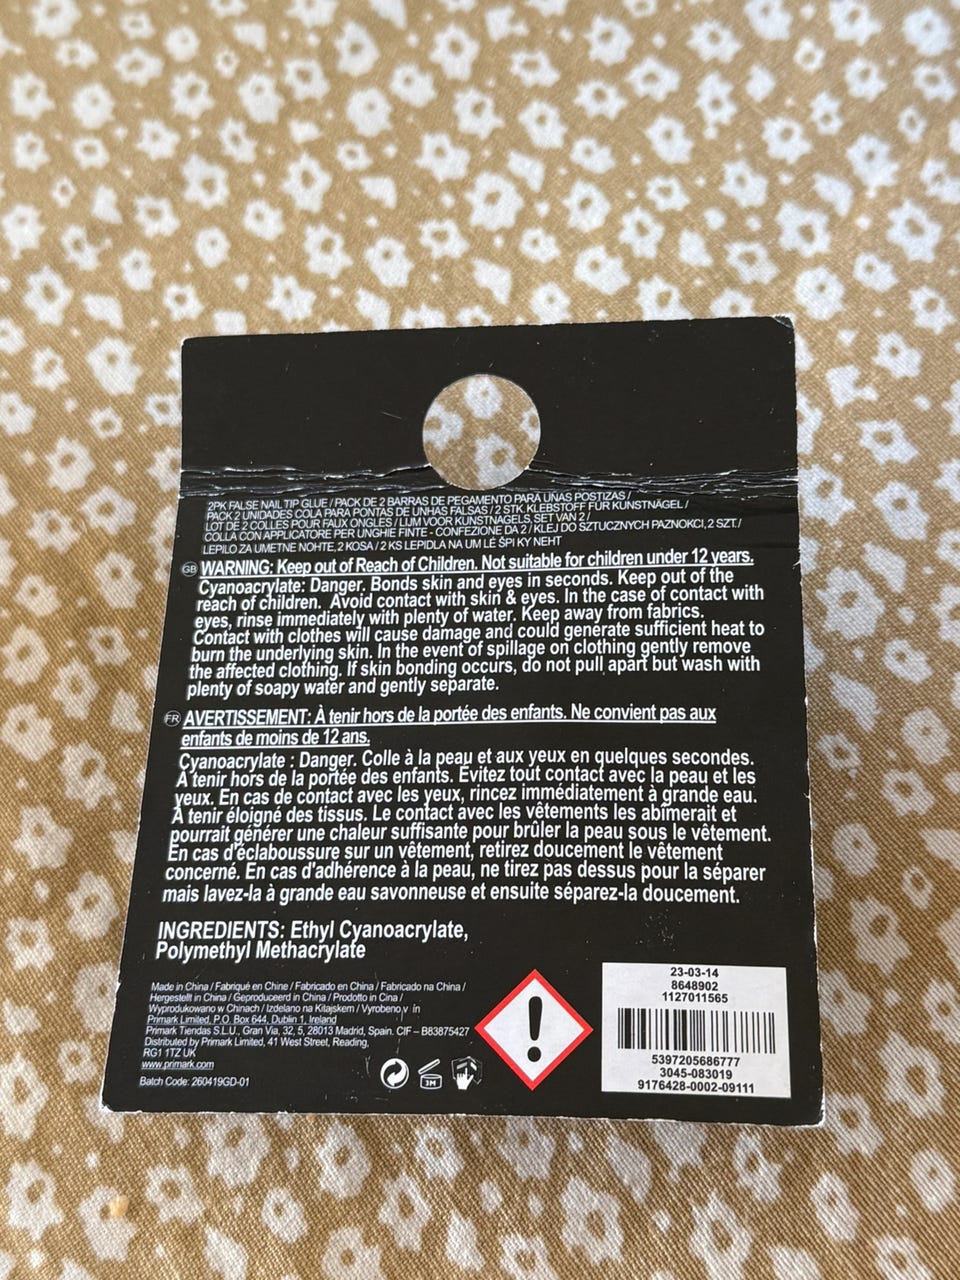 2PK FALSE NAIL TIP GLUE / PACK DE 2 BARRAS DE PEGAMENTO PARA UÑAS POSTIZAS /
PACK 2 UNIDADES COLA PARA PONTAS DE UNHAS FALSAS / 2 STK. KLEBSTOFF FÜR KUNSTNÄGEL /
LOT DE 2 COLLES POUR FAUX ONGLES / LIJM VOOR KUNSTNAGELS, SET VAN 2 /
COLLA CON APPLICATORE PER UNGHIE FINTE - CONFEZIONE DA 2 / KLEJ DO SZTUCZNYCH PAZNOKCI, 2 SZT./
LEPILO ZA UMETNE NOHTE, 2 KOSA / 2 KS LEPIDLA NA UM LÉ ŠPI KY NEHT
GB WARNING: Keep out of Reach of Children. Not suitable for children under 12 years.
Cyanoacrylate: Danger. Bonds skin and eyes in seconds. Keep out of the
reach of children. Avoid contact with skin & eyes. In the case of contact with
eyes, rinse immediately with plenty of water. Keep away from fabrics.
Contact with clothes will cause damage and could generate sufficient heat to
burn the underlying skin. In the event of spillage on clothing gently remove
the affected clothing. If skin bonding occurs, do not pull apart but wash with
plenty of soapy water and gently separate.
FR AVERTISSEMENT: À tenir hors de la portée des enfants. Ne convient pas aux
enfants de moins de 12 ans.
Cyanoacrylate : Danger. Colle à la peau et aux yeux en quelques secondes.
À tenir hors de la portée des enfants. Évitez tout contact avec la peau et les
yeux. En cas de contact avec les yeux, rincez immédiatement à grande eau.
À tenir éloigné des tissus. Le contact avec les vêtements les abîmerait et
pourrait générer une chaleur suffisante pour brûler la peau sous le vêtement.
En cas d'éclaboussure sur un vêtement, retirez doucement le vêtement
concerné. En cas d'adhérence à la peau, ne tirez pas dessus pour la séparer
mais lavez-la à grande eau savonneuse et ensuite séparez-la doucement.
INGREDIENTS: Ethyl Cyanoacrylate,
Polymethyl Methacrylate
Made in China / Fabriqué en Chine / Fabricado en China / Fabricado na China /
Hergestellt in China / Geproduceerd in China / Prodotto in Cina /
Wyprodukowano w Chinach / Izdelano na Kitajskem / Vyrobeno v ín
Primark Limited, P.O. Box 644, Dublin 1, Ireland
Primark Tiendas S.L.U., Gran Via, 32, 5, 28013 Madrid, Spain. CIF – B83875427
Distributed by Primark Limited, 41 West Street, Reading,
RG1 1TZ UK
www.primark.com
Batch Code: 260419GD-01
3M
23-03-14
8648902
1127011565
5397205686777
3045-083019
9176428-0002-09111